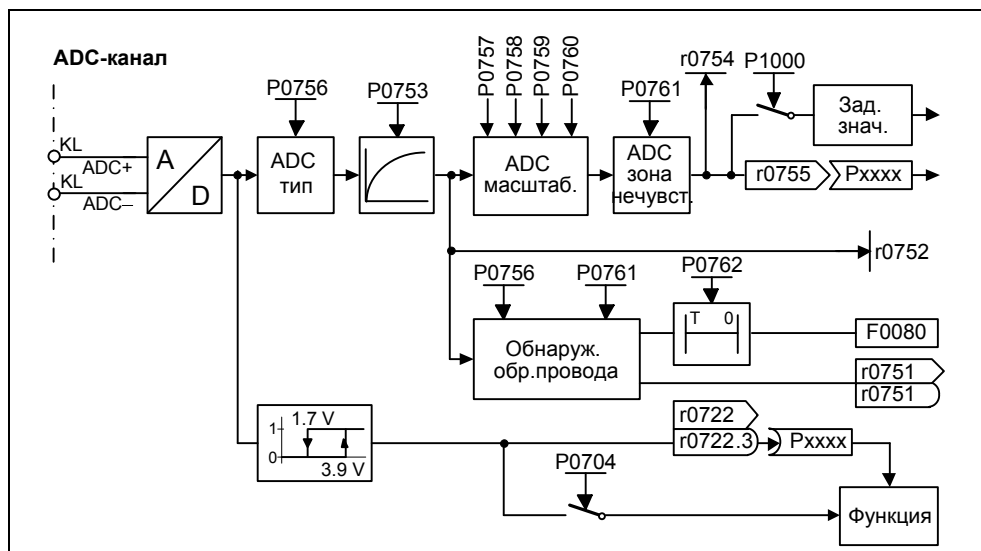 ADC-канал
P0757
P0758
P0759
P0760
r0754
P1000
P0756
P0753
P0761
Зад.
знач.
KL
ADC+
KL
ADC–
A
D
ADC
тип
ADC
масштаб.
ADC
зона
нечувст.
r0755
Pxxxx
r0752
P0756
P0761
P0762
T 0
F0080
Обнаруж.
обр.провода
r0751
r0751
1.7 V
1
0
3.9 V
r0722
r0722.3
Pxxxx
P0704
Функция